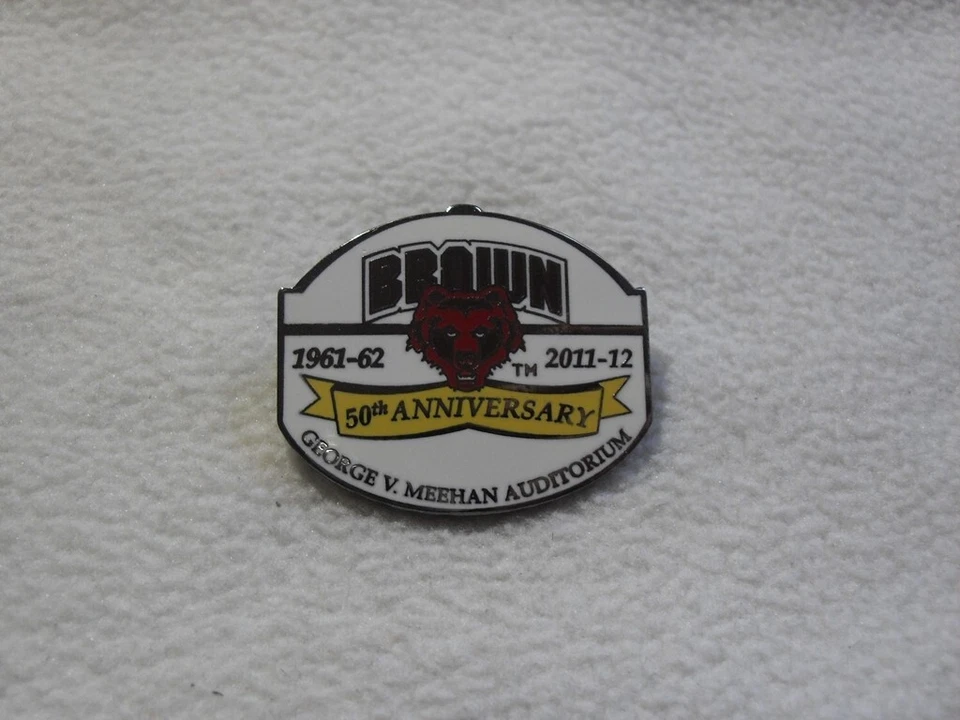 BROWN
1961-62 TM 2011-12
50th ANNIVERSARY
GEORGE V. MEEHAN AUDITORIUM